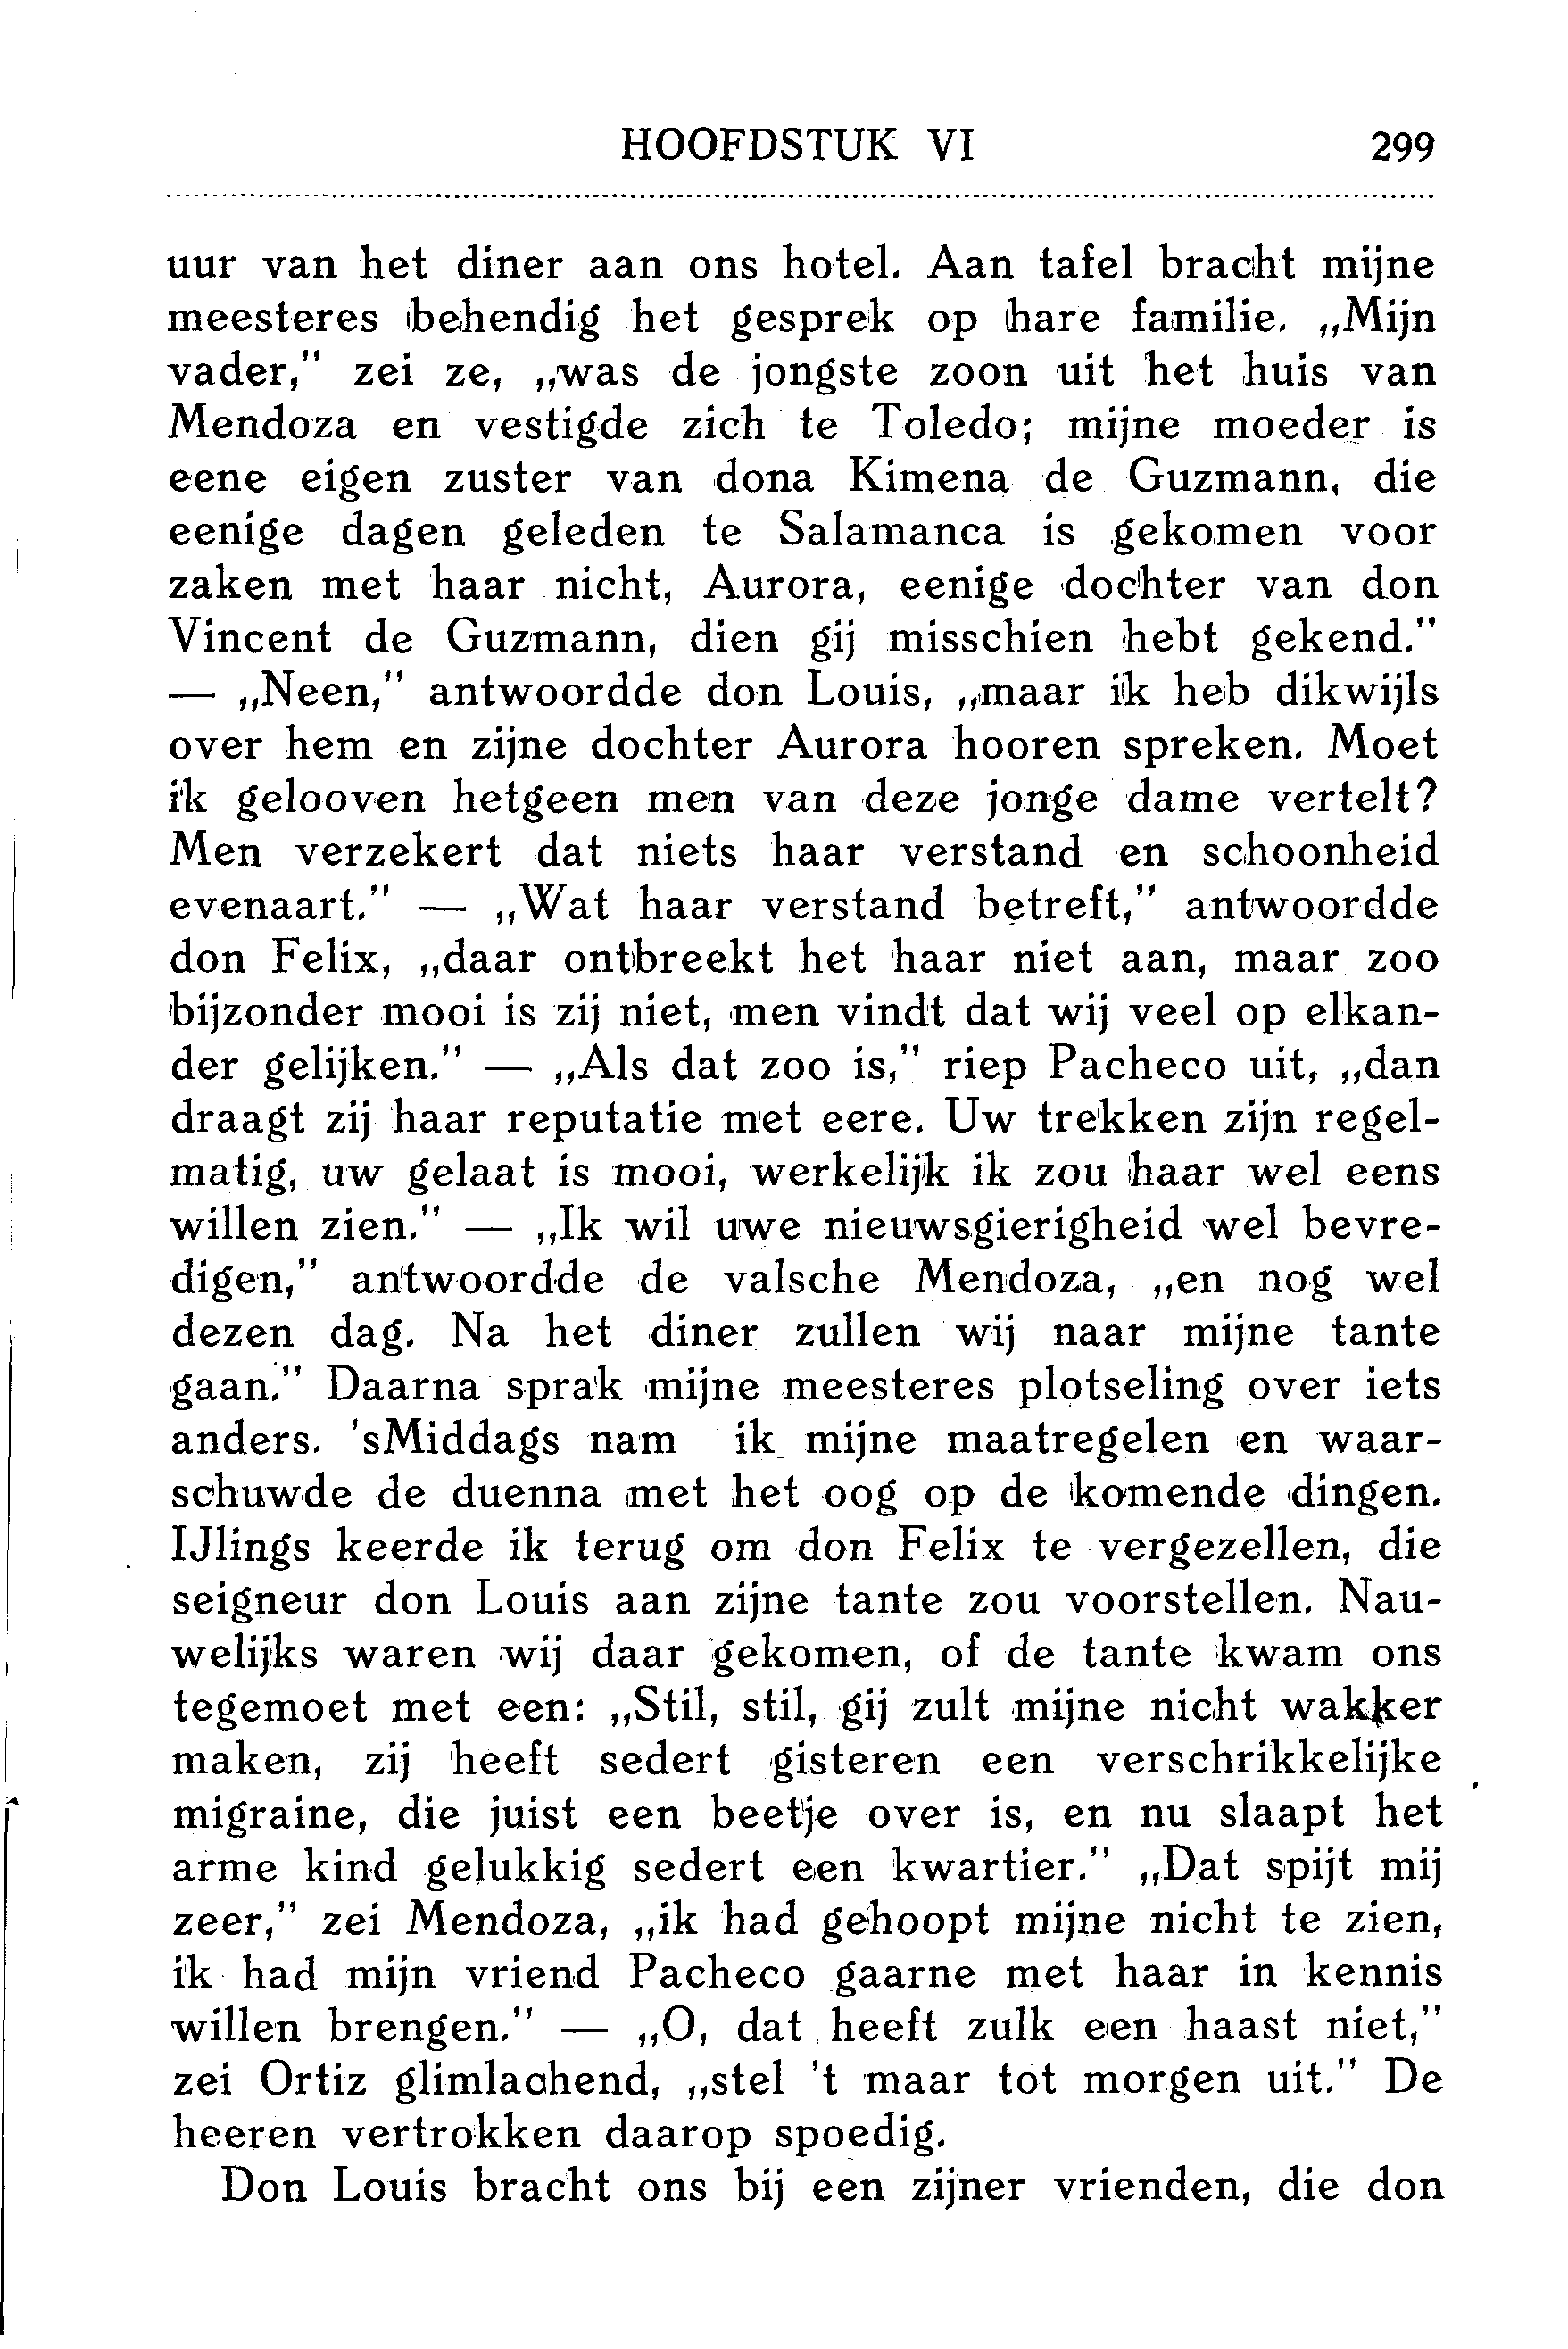 HOOFDSTUK VI 299
uur van het diner aan ons hotel. Aan tafel bracht mijne
meesteres behendig het gesprek op hare familie. „Mijn
vader,” zei ze, „was de jongste zoon uit het huis van
Mendoza en vestigde zich te Toledo; mijne moeder is
eene eigen zuster van dona Kimena de Guzmann, die
eenige dagen geleden te Salamanca is gekomen voor
zaken met haar nicht, Aurora, eenige dochter van don
Vincent de Guzmann, dien gij misschien hebt gekend.”
— „Neen,” antwoordde don Louis, „maar ik heb dikwijls
over hem en zijne dochter Aurora hooren spreken. Moet
ik gelooven hetgeen men van deze jonge dame vertelt?
Men verzekert dat niets haar verstand en schoonheid
evenaart.” — „Wat haar verstand betreft,” antwoordde
don Felix, „daar ontbreekt het haar niet aan, maar zoo
bijzonder mooi is zij niet, men vindt dat wij veel op elkan-
der gelijken.” — „Als dat zoo is,” riep Pacheco uit, „dan
draagt zij haar reputatie met eere. Uw trekken zijn regel-
matig, uw gelaat is mooi, werkelijk ik zou haar wel eens
willen zien.” — „Ik wil uwe nieuwsgierigheid wel bevre-
digen,” antwoordde de valsche Mendoza, „en nog wel
dezen dag. Na het diner zullen wij naar mijne tante
gaan.” Daarna sprak mijne meesteres plotseling over iets
anders. 'sMiddags nam ik mijne maatregelen en waar-
schuwde de duenna met het oog op de komende dingen.
IJlings keerde ik terug om don Felix te vergezellen, die
seigneur don Louis aan zijne tante zou voorstellen. Nau-
welijks waren wij daar gekomen, of de tante kwam ons
tegemoet met een: „Stil, stil, gij zult mijne nicht wakker
maken, zij heeft sedert gisteren een verschrikkelijke
migraine, die juist een beetje over is, en nu slaapt het
arme kind gelukkig sedert een kwartier.” „Dat spijt mij
zeer,” zei Mendoza, „ik had gehoopt mijne nicht te zien,
ik had mijn vriend Pacheco gaarne met haar in kennis
willen brengen.” — „O, dat heeft zulk een haast niet,”
zei Ortiz glimlachend, „stel 't maar tot morgen uit.” De
heeren vertrokken daarop spoedig.
Don Louis bracht ons bij een zijner vrienden, die don